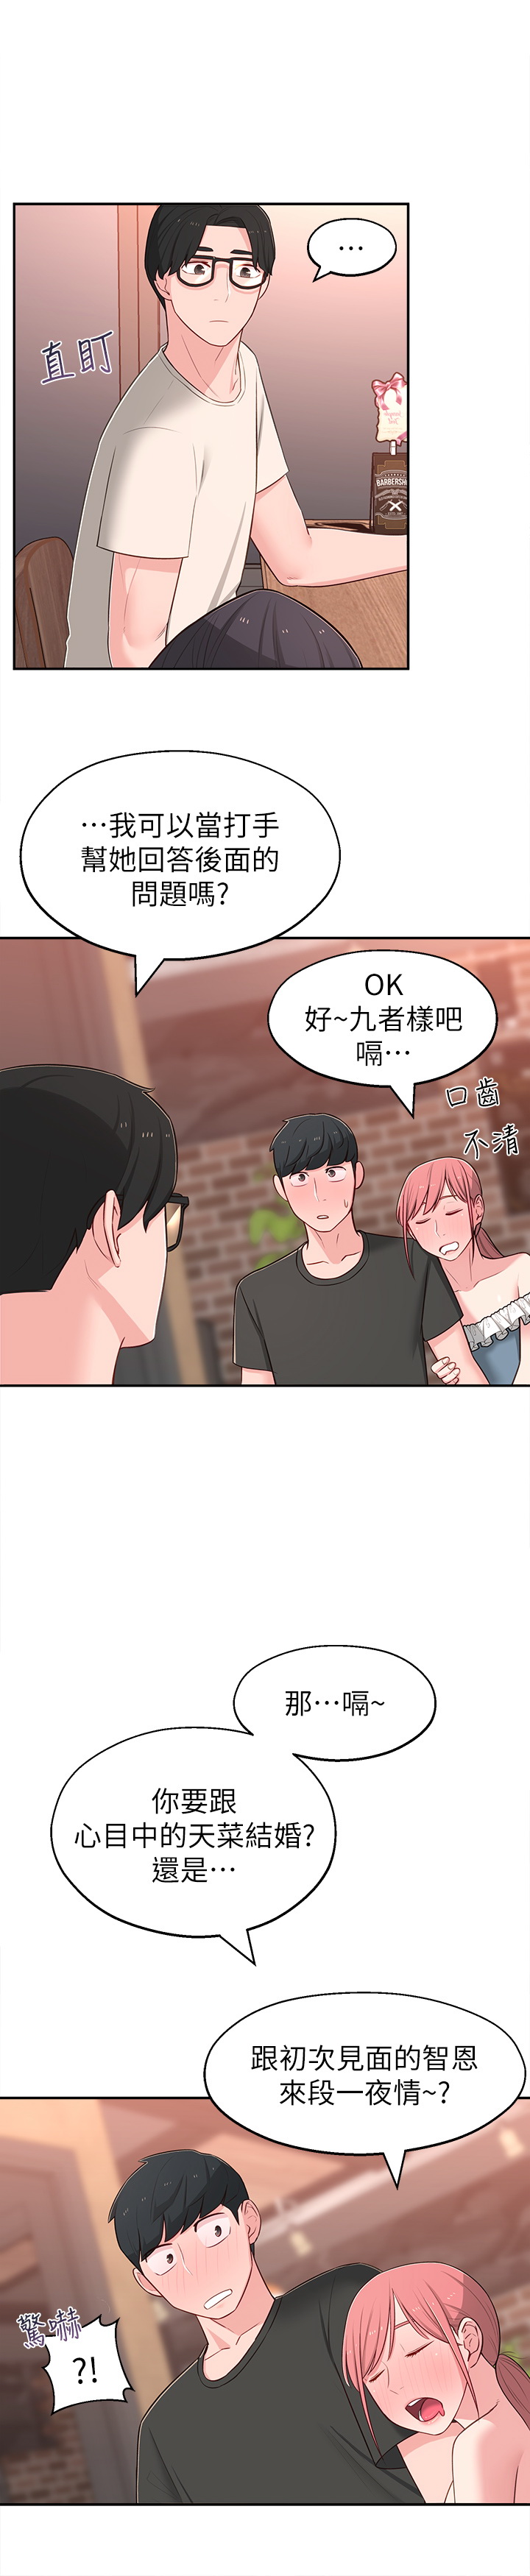 …
直盯
BARBERSHOP
…我可以當打手
幫她回答後面的
問題嗎?
OK
好~九者樣吧
嗝…
口齒
不清
那…嗝~
你要跟
心目中的天菜結婚?
還是…
跟初次見面的智恩
來段一夜情~?
驚嚇
?!